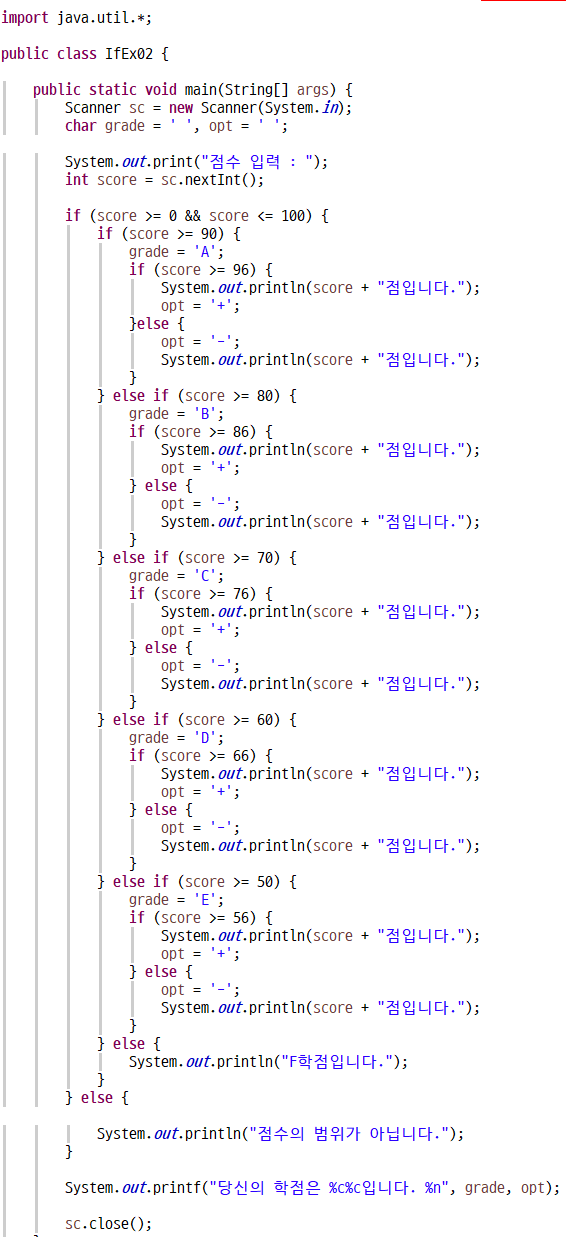 import java.util.*;
public class IfEx02 {
public static void main(String[] args) {
Scanner sc = new Scanner(System.in);
char grade = ' ', opt = ' ';
System.out.print("점수 입력 : ");
int score = sc.nextInt();
if (score >= 0 && score <= 100) {
if (score >= 90) {
grade = 'A';
if (score >= 96) {
System.out.println(score + "점입니다.");
opt = '+';
}else {
opt = '-';
System.out.println(score + "점입니다.");
}
} else if (score >= 80) {
grade = 'B';
if (score >= 86) {
System.out.println(score + "점입니다.");
opt = '+';
} else {
opt = '-';
System.out.println(score + "점입니다.");
}
} else if (score >= 70) {
grade = 'C';
if (score >= 76) {
System.out.println(score + "점입니다.");
opt = '+';
} else {
opt = '-';
System.out.println(score + "점입니다.");
}
} else if (score >= 60) {
grade = 'D';
if (score >= 66) {
System.out.println(score + "점입니다.");
opt = '+';
} else {
opt = '-';
System.out.println(score + "점입니다.");
}
} else if (score >= 50) {
grade = 'E';
if (score >= 56) {
System.out.println(score + "점입니다.");
opt = '+';
} else {
opt = '-';
System.out.println(score + "점입니다.");
}
} else {
System.out.println("F학점입니다.");
}
} else {
System.out.println("점수의 범위가 아닙니다.");
}
System.out.printf("당신의 학점은 %c%c입니다. %n", grade, opt);
sc.close();